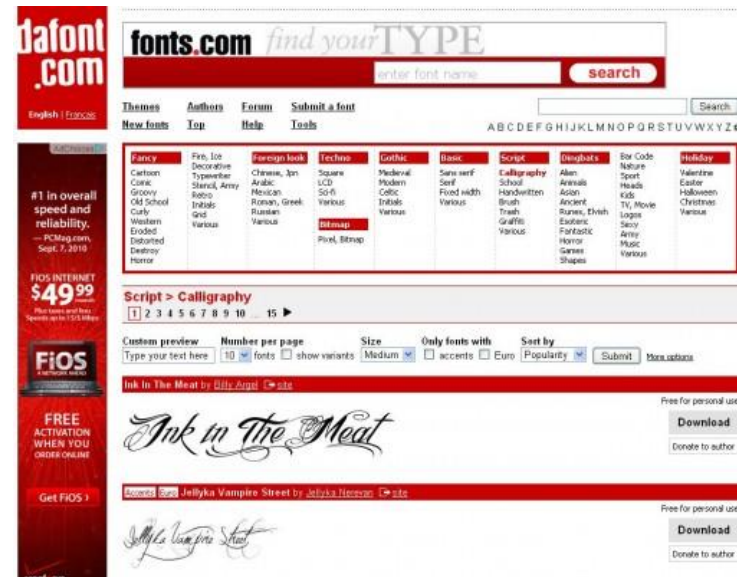 dafont
.com
English | Français
fonts.com find your TYPE
enter font name
search
Themes Authors Forum Submit a font
New fonts Top Help Tools
Search
A B C D E F G H I J K L M N O P Q R S T U V W X Y Z #
Fancy
Cartoon
Comic
Groovy
Old School
Curly
Western
Eroded
Distorted
Destroy
Horror
Fire, Ice
Decorative
Typewriter
Stencil, Army
Retro
Initials
Grid
Various
Foreign look
Chinese, Jpn
Arabic
Mexican
Roman, Greek
Russian
Various
Techno
Square
LCD
Sci-fi
Various
Bitmap
Pixel, Bitmap
Gothic
Medieval
Modern
Celtic
Initials
Various
Basic
Sans serif
Serif
Fixed width
Various
Script
Calligraphy
School
Handwritten
Brush
Trash
Graffiti
Various
Dingbats
Alien
Animals
Asian
Ancient
Runes, Elvish
Esoteric
Fantastic
Horror
Games
Shapes
Bar Code
Nature
Sport
Heads
Kids
TV, Movie
Logos
Sexy
Army
Music
Various
Holiday
Valentine
Easter
Halloween
Christmas
Various
AdChoices
#1 in overall
speed and
reliability.
— PCMag.com,
Sept. 7, 2010
FiOS INTERNET
$49.99
FiOS
A NETWORK AHEAD
FREE
ACTIVATION
WHEN YOU
ORDER ONLINE
Get FiOS >
Script > Calligraphy
1 2 3 4 5 6 7 8 9 10 ... 15
Custom preview Number per page Size Only fonts with Sort by
Type your text here 10 fonts show variants Medium accents Euro Popularity Submit More options
Ink In The Meat by Billy Argel site
Free for personal use
Ink in The Meat
Download
Donate to author
Accents Euro Jellyka Vampire Street by Jellyka Nerevan site
Free for personal use
Jellyka Vampire Street
Download
Donate to author